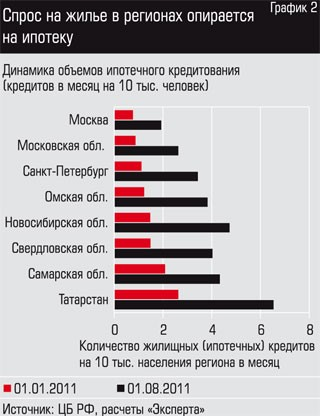 График 2
Спрос на жилье в регионах опирается
на ипотеку
Динамика объемов ипотечного кредитования
(кредитов в месяц на 10 тыс. человек)
Москва
Московская обл.
Санкт-Петербург
Омская обл.
Новосибирская обл.
Свердловская обл.
Самарская обл.
Татарстан
0 2 4 6 8
Количество жилищных (ипотечных) кредитов
на 10 тыс. населения региона в месяц
01.01.2011 01.08.2011
Источник: ЦБ РФ, расчеты «Эксперта»